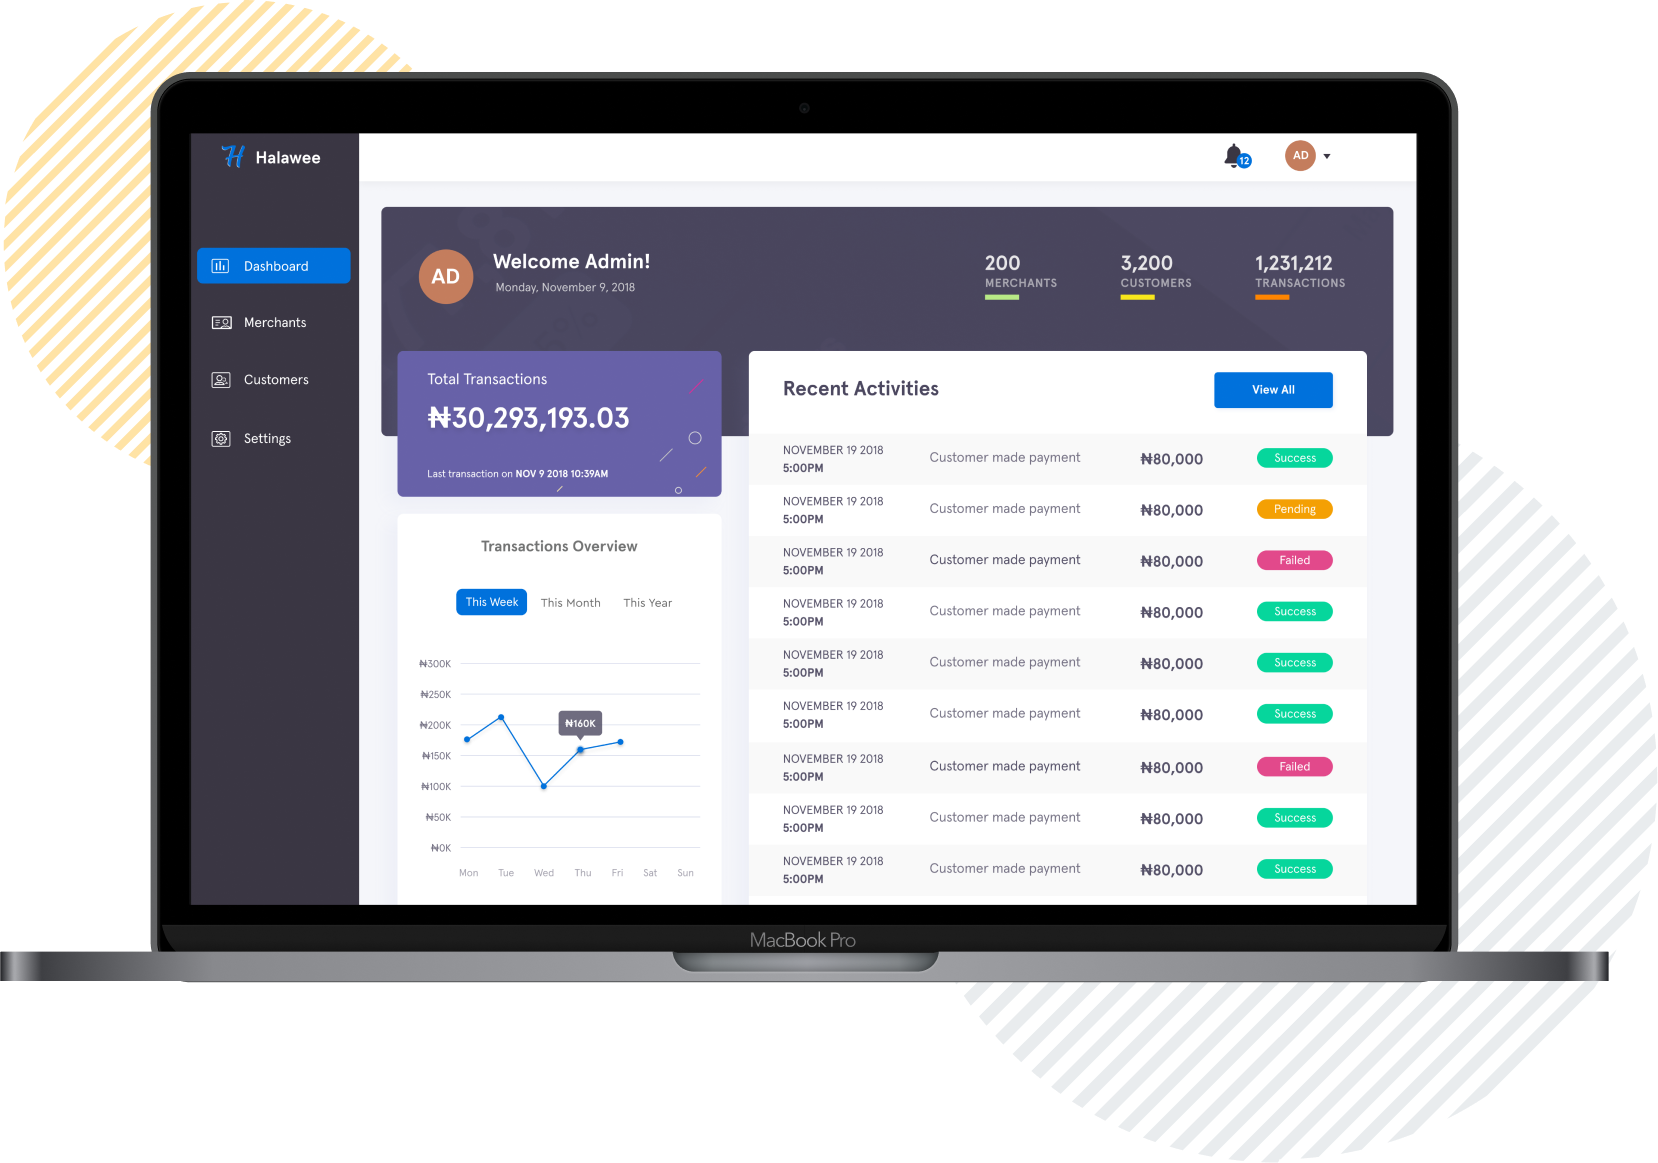 H Halawee
12
AD
Dashboard
Merchants
Customers
Settings
AD
Welcome Admin!
Monday, November 9, 2018
200
MERCHANTS
3,200
CUSTOMERS
1,231,212
TRANSACTIONS
Total Transactions
₦30,293,193.03
Last transaction on NOV 9 2018 10:39AM
Transactions Overview
This Week This Month This Year
₦300K
₦250K
₦200K
₦150K
₦100K
₦50K
₦0K
₦160K
Mon Tue Wed Thu Fri Sat Sun
Recent Activities
View All
NOVEMBER 19 2018
5:00PM
Customer made payment ₦80,000 Success
NOVEMBER 19 2018
5:00PM
Customer made payment ₦80,000 Pending
NOVEMBER 19 2018
5:00PM
Customer made payment ₦80,000 Failed
NOVEMBER 19 2018
5:00PM
Customer made payment ₦80,000 Success
NOVEMBER 19 2018
5:00PM
Customer made payment ₦80,000 Success
NOVEMBER 19 2018
5:00PM
Customer made payment ₦80,000 Success
NOVEMBER 19 2018
5:00PM
Customer made payment ₦80,000 Failed
NOVEMBER 19 2018
5:00PM
Customer made payment ₦80,000 Success
NOVEMBER 19 2018
5:00PM
Customer made payment ₦80,000 Success
MacBook Pro